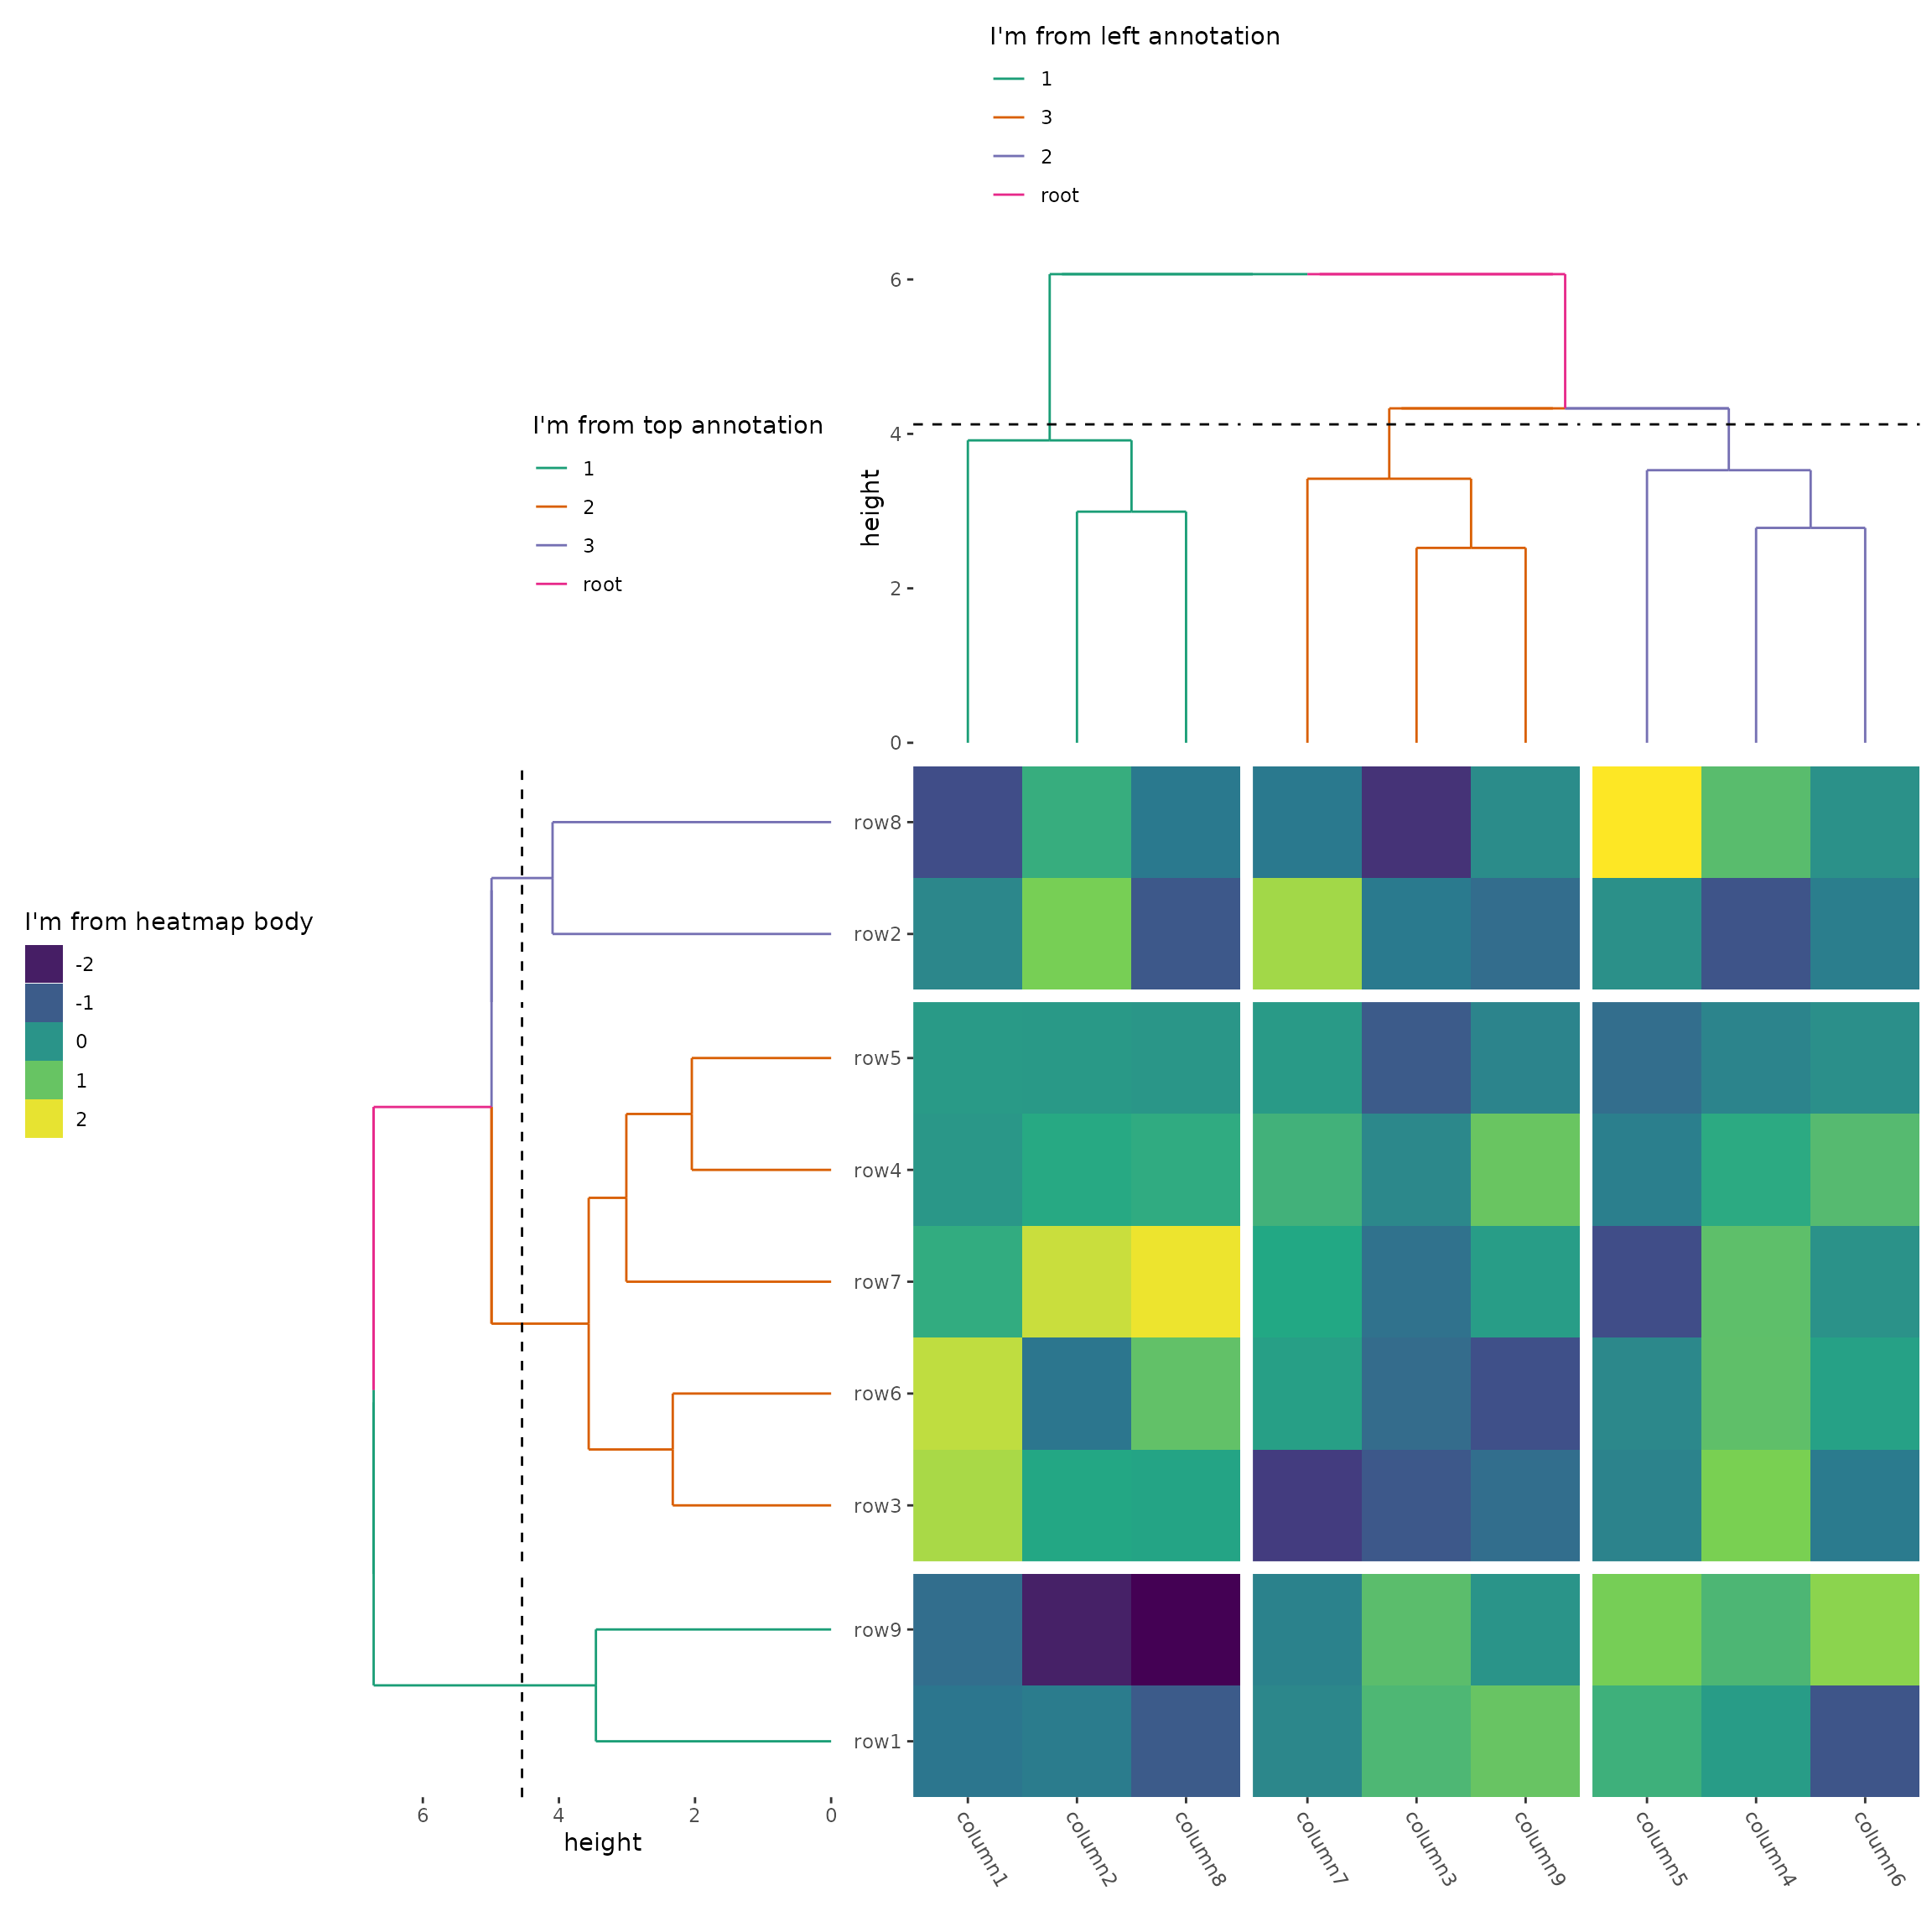 I'm from left annotation
1
3
2
root
6
4
2
0
height
I'm from top annotation
1
2
3
root
I'm from heatmap body
-2
-1
0
1
2
row8
row2
row5
row4
row7
row6
row3
row9
row1
6 4 2 0
height
column1 column2 column8 column7 column3 column9 column5 column4 column6